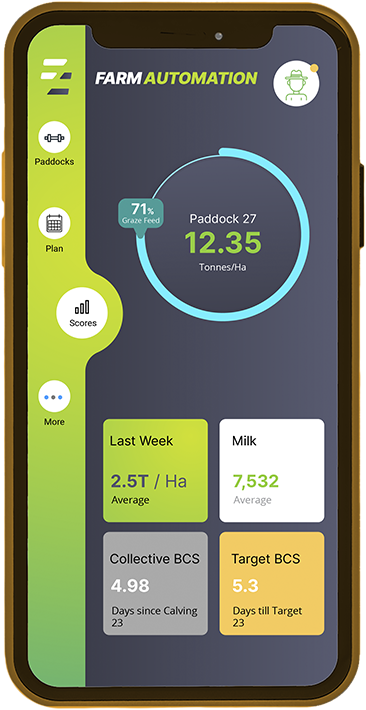 FARM AUTOMATION
Paddocks
Plan
Scores
More
71%
Graze Feed
Paddock 27
12.35
Tonnes/Ha
Last Week
2.5T / Ha
Average
Milk
7,532
Average
Collective BCS
4.98
Days since Calving
23
Target BCS
5.3
Days till Target
23